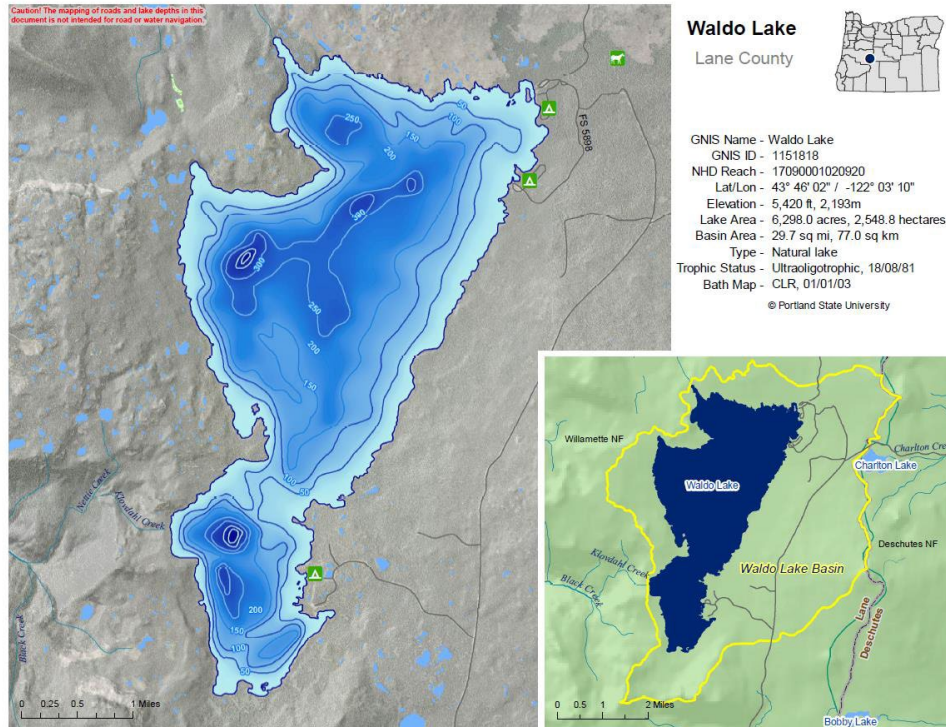 Caution! The mapping of roads and lake depths in this
document is not intended for road or water navigation.
Waldo Lake
Lane County
GNIS Name - Waldo Lake
GNIS ID - 1151818
NHD Reach - 17090001020920
Lat/Lon - 43° 46' 02" / -122° 03' 10"
Elevation - 5,420 ft, 2,193m
Lake Area - 6,298.0 acres, 2,548.8 hectares
Basin Area - 29.7 sq mi, 77.0 sq km
Type - Natural lake
Trophic Status - Ultraoligotrophic, 18/08/81
Bath Map - CLR, 01/01/03
© Portland State University
FS 5898
50
100
150
250
200
300
300
250
200
150
100
50
Nettie Creek
Klovdahl Creek
Black Creek
200
150
100
50
0 0.25 0.5 1 Miles
Willamette NF
Waldo Lake
Charlton Cre
Charlton Lake
Deschutes NF
Klovdahl Creek
Black Creek
Waldo Lake Basin
Lane
Deschutes
Bobby Lake
0 0.5 1 2 Miles